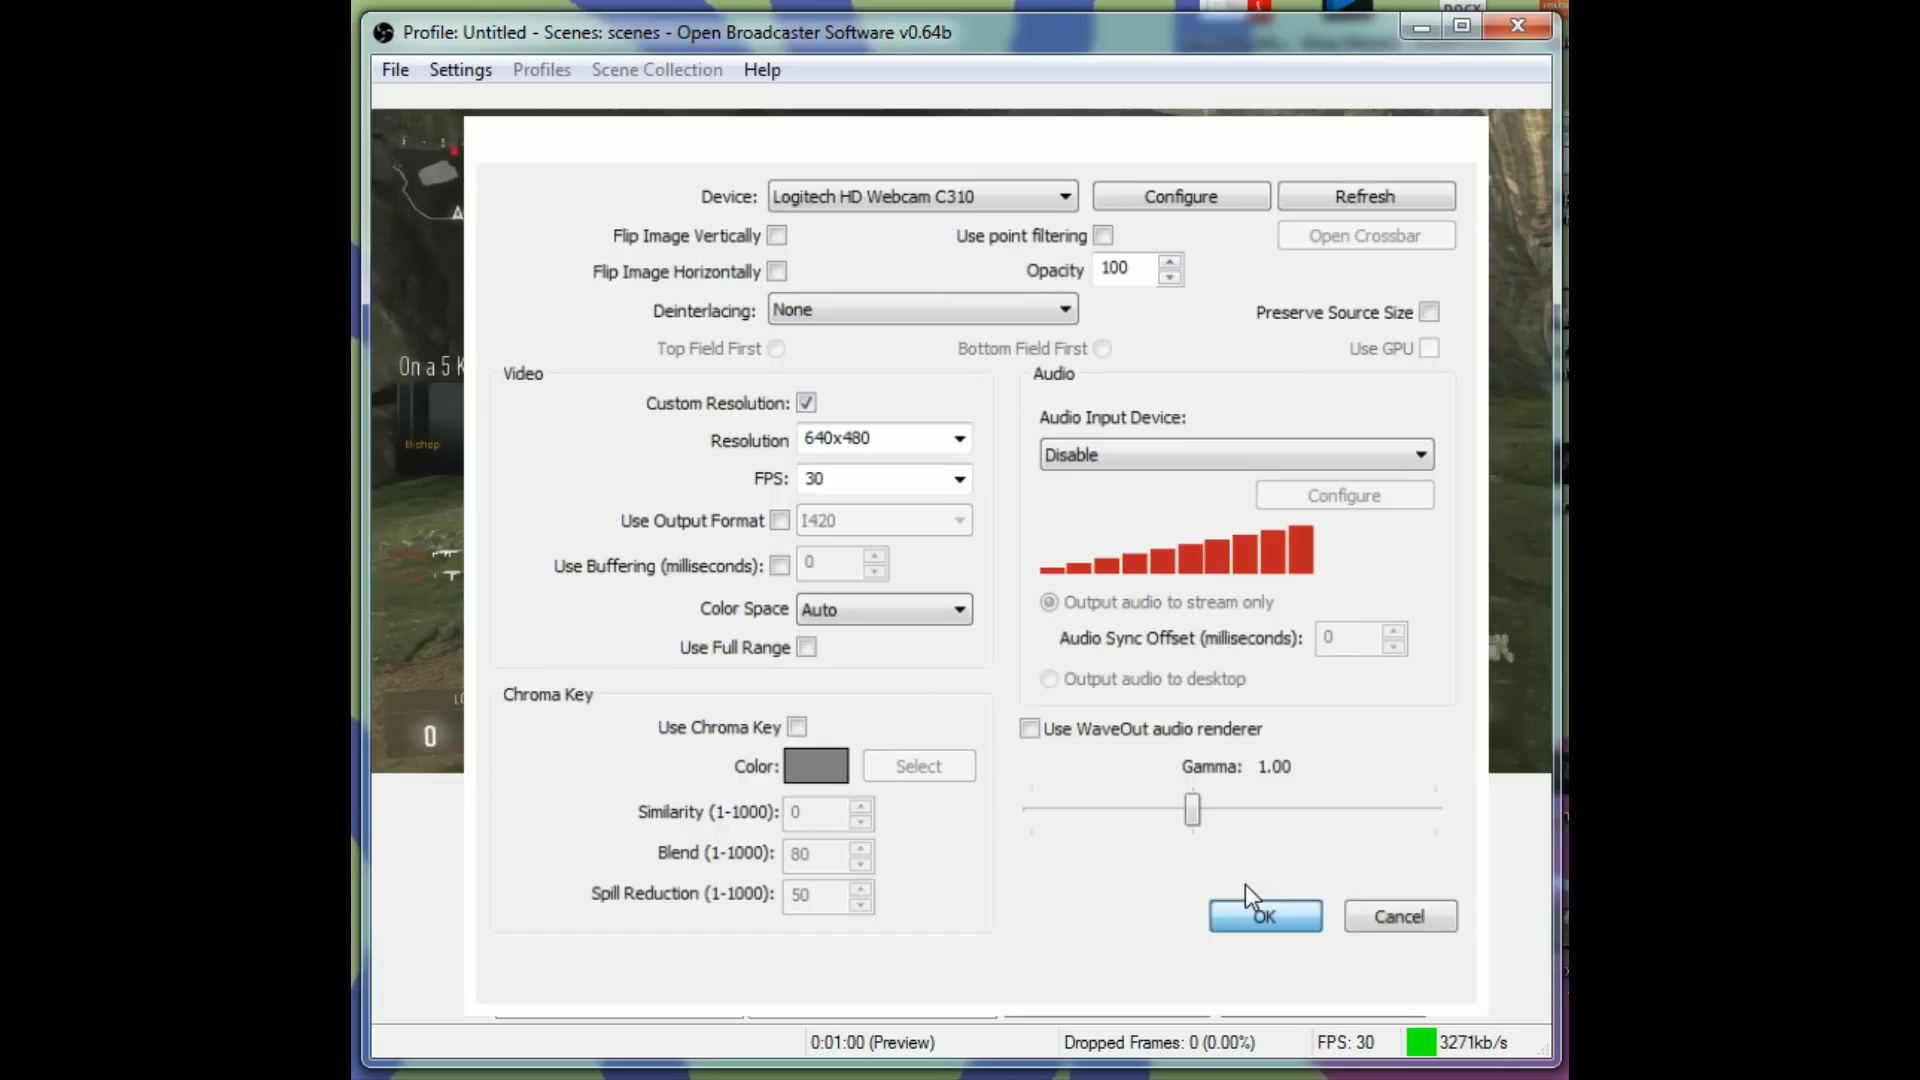 Profile: Untitled - Scenes: scenes - Open Broadcaster Software v0.64b
File Settings Profiles Scene Collection Help
Device: Logitech HD Webcam C310 Configure Refresh
Flip Image Vertically Use point filtering Open Crossbar
Flip Image Horizontally Opacity 100
Deinterlacing: None Preserve Source Size
Top Field First Bottom Field First Use GPU
On a 5 K
Video
Custom Resolution:
Resolution 640x480
FPS: 30
Use Output Format I420
Use Buffering (milliseconds): 0
Color Space Auto
Use Full Range
Audio
Audio Input Device:
Disable
Configure
Output audio to stream only
Audio Sync Offset (milliseconds): 0
Output audio to desktop
Bishop
0
Chroma Key
Use Chroma Key
Color: Select
Similarity (1-1000): 0
Blend (1-1000): 80
Spill Reduction (1-1000): 50
Use WaveOut audio renderer
Gamma: 1.00
OK Cancel
0:01:00 (Preview) Dropped Frames: 0 (0.00%) FPS: 30 3271kb/s